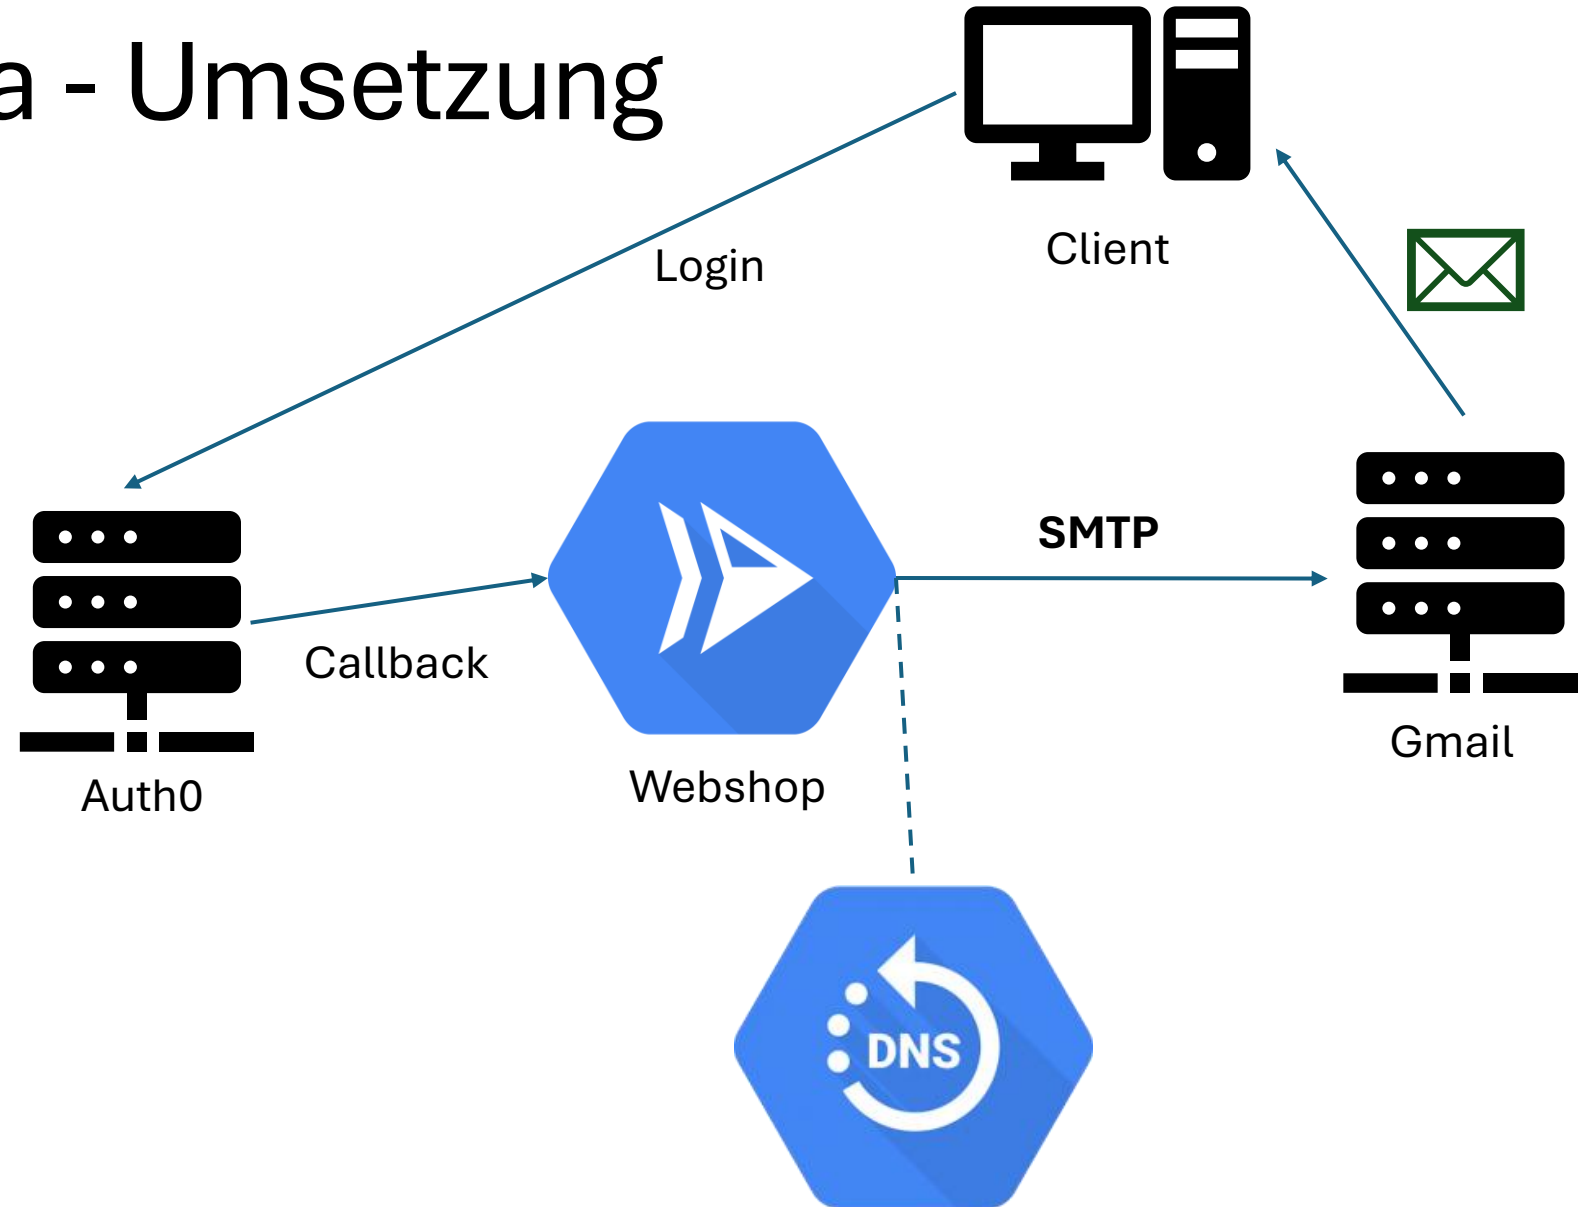 a - Umsetzung
Client
Login
SMTP
Callback
Gmail
Webshop
Auth0
DNS